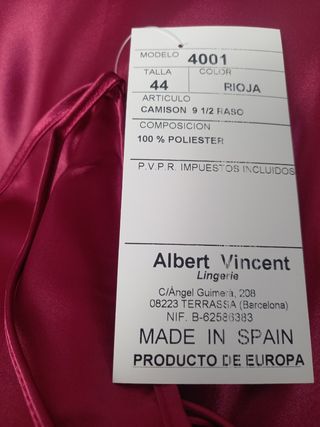 MODELO 4001
TALLA COLOR
44 RIOJA
ARTICULO
CAMISON 9 1/2 RASO
COMPOSICION
100 % POLIESTER
P.V.P.R. IMPUESTOS INCLUIDOS
Albert Vincent
Lingerie
C/Ángel Guimerà, 208
08223 TERRASSA (Barcelona)
NIF. B-62586383
MADE IN SPAIN
PRODUCTO DE EUROPA